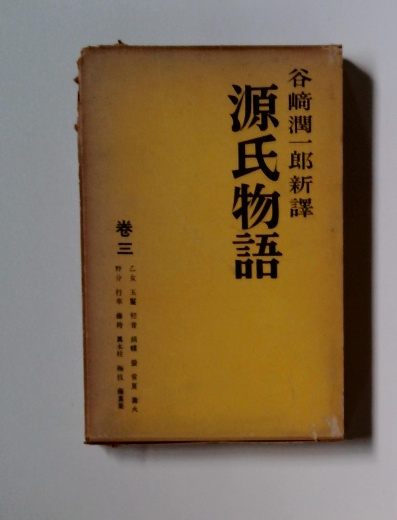 谷崎潤一郎新譯
源氏物語
卷三
乙女 玉鬘 初音 胡蝶 螢 常夏 篝火
野分 行幸 藤袴 眞木柱 梅枝 藤裏葉